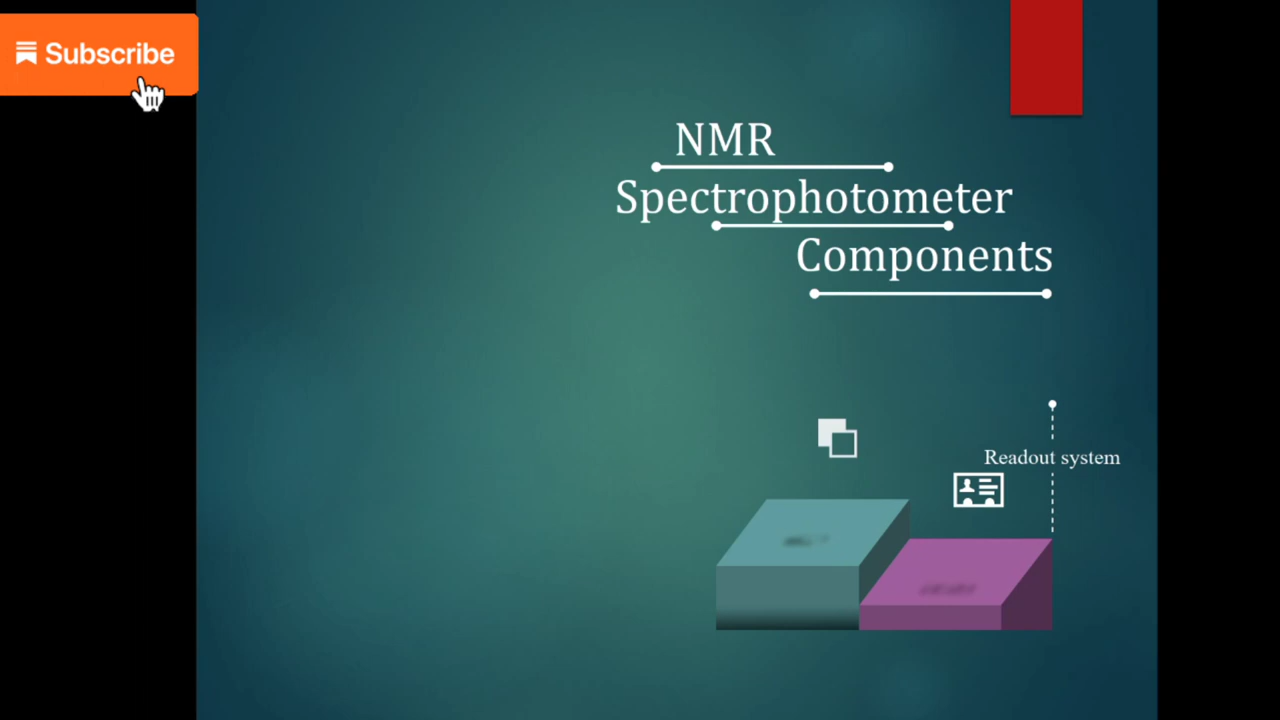 Subscribe
NMR
Spectrophotometer
Components
Readout system